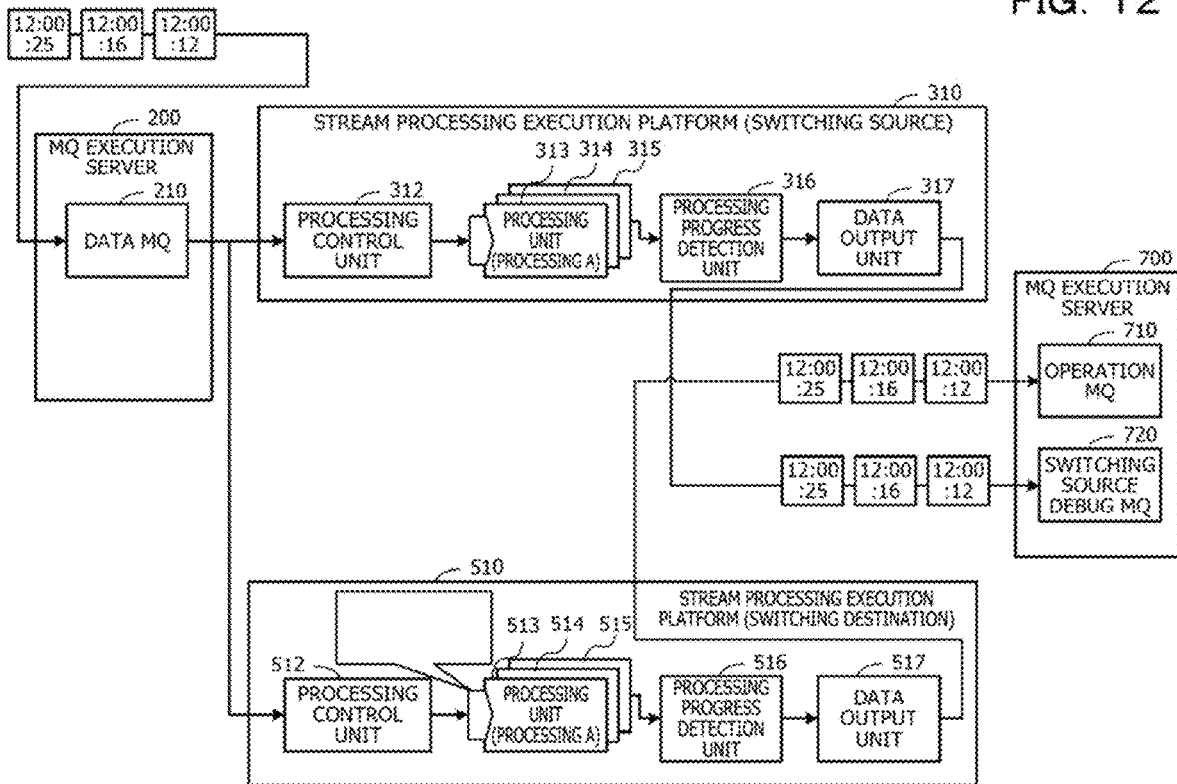 FIG. 12
12:00
:25
12:00
:16
12:00
:12
310
STREAM PROCESSING EXECUTION PLATFORM (SWITCHING SOURCE)
200
MQ EXECUTION
SERVER
210
DATA MQ
312
PROCESSING
CONTROL
UNIT
313
314
315
PROCESSING
UNIT
(PROCESSING A)
316
PROCESSING
PROGRESS
DETECTION
UNIT
317
DATA
OUTPUT
UNIT
700
MQ EXECUTION
SERVER
710
OPERATION
MQ
12:00
:25
12:00
:16
12:00
:12
720
SWITCHING
SOURCE
DEBUG MQ
12:00
:25
12:00
:16
12:00
:12
510
STREAM PROCESSING EXECUTION
PLATFORM (SWITCHING DESTINATION)
512
PROCESSING
CONTROL
UNIT
513
514
515
PROCESSING
UNIT
(PROCESSING A)
516
PROCESSING
PROGRESS
DETECTION
UNIT
517
DATA
OUTPUT
UNIT